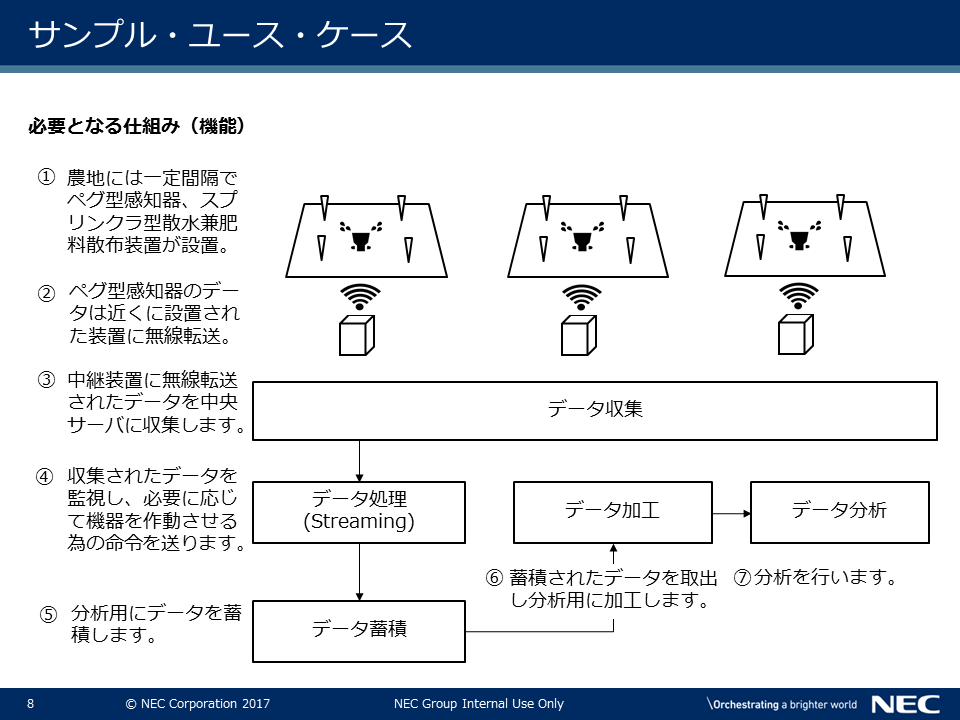 サンプル・ユース・ケース
必要となる仕組み（機能）
① 農地には一定間隔で
ペグ型感知器、スプ
リンクラ型散水兼肥
料散布装置が設置。
② ペグ型感知器のデー
タは近くに設置され
た装置に無線転送。
③ 中継装置に無線転送
されたデータを中央
サーバに収集します。
データ収集
④ 収集されたデータを
監視し、必要に応じ
て機器を作動させる
為の命令を送ります。
データ処理
(Streaming)
データ加工
データ分析
⑤ 分析用にデータを蓄
積します。
データ蓄積
⑥ 蓄積されたデータを取出
し分析用に加工します。
⑦ 分析を行います。
8
© NEC Corporation 2017
NEC Group Internal Use Only
\Orchestrating a brighter world
NEC